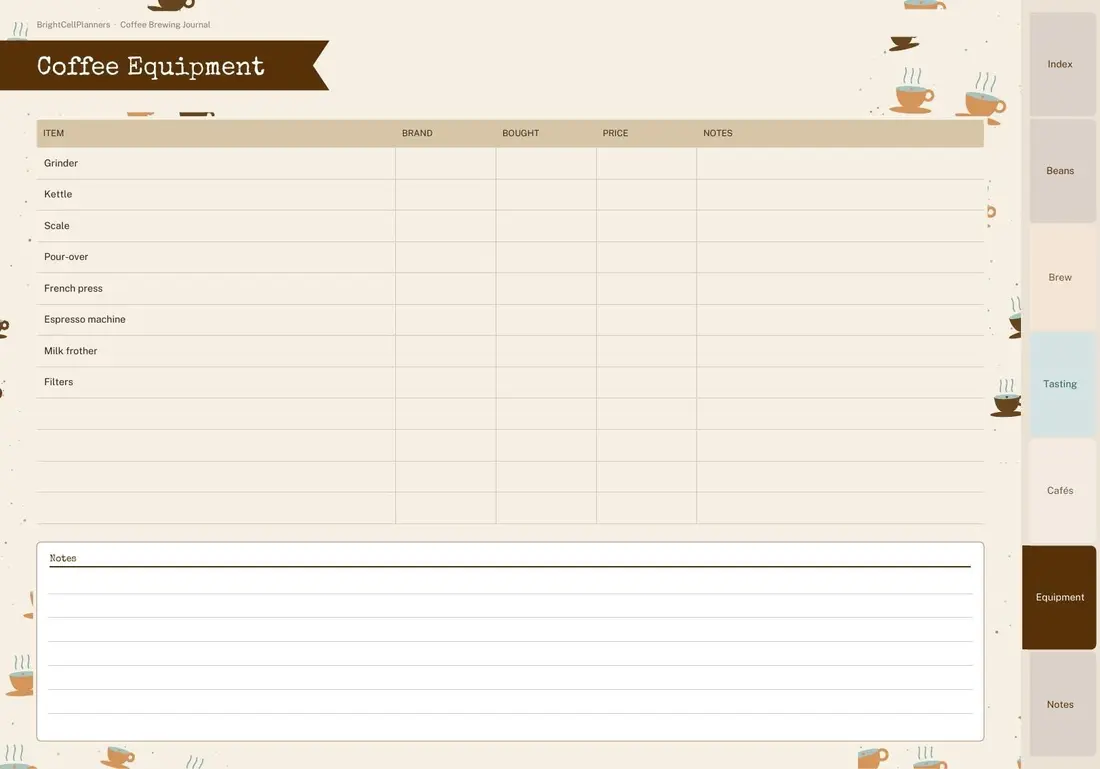 BrightCellPlanners · Coffee Brewing Journal
Coffee Equipment
ITEM BRAND BOUGHT PRICE NOTES
Grinder
Kettle
Scale
Pour-over
French press
Espresso machine
Milk frother
Filters
Notes
Index
Beans
Brew
Tasting
Cafés
Equipment
Notes